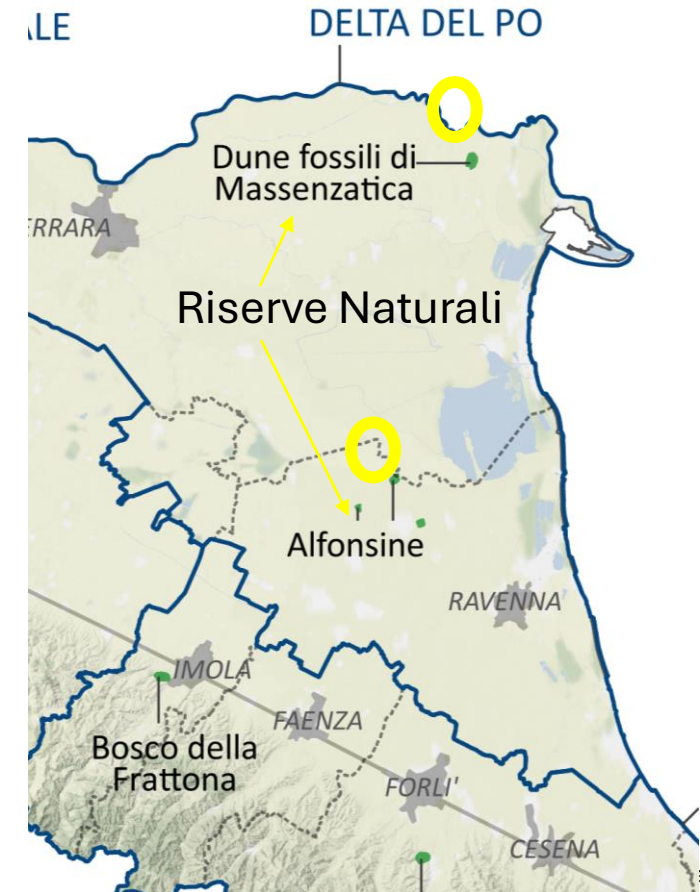 ALE
DELTA DEL PO
Dune fossili di
Massenzatica
ERRARA
Riserve Naturali
Alfonsine
RAVENNA
IMOLA
FAENZA
Bosco della
Frattona
FORLI'
CESENA